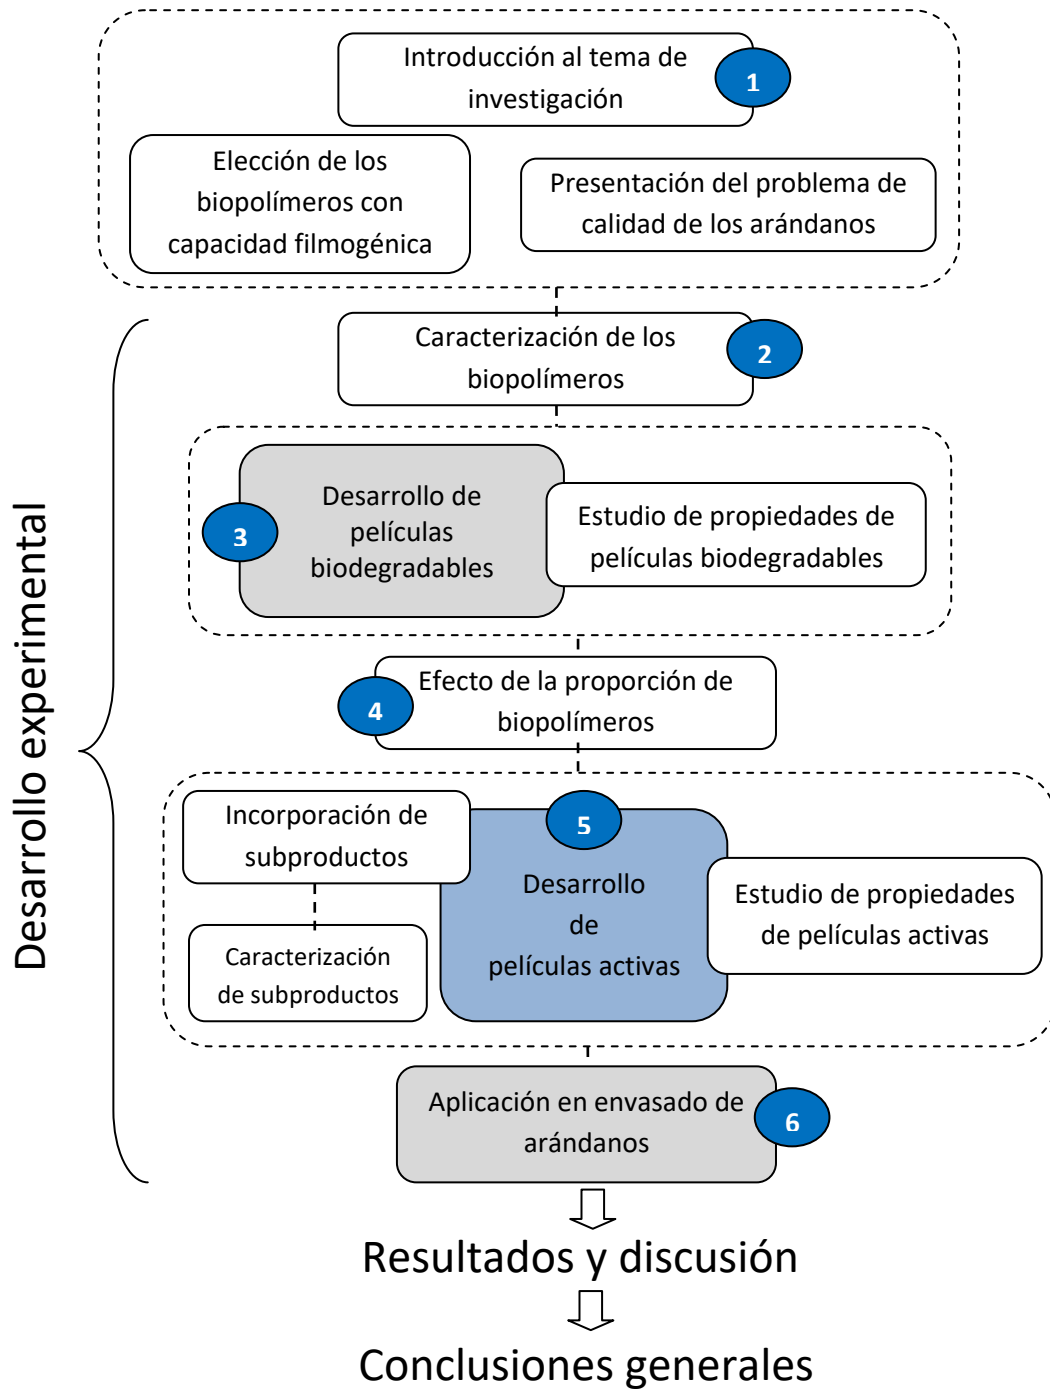 Introducción al tema de
investigación
1
Elección de los
biopolímeros con
capacidad filmogénica
Presentación del problema de
calidad de los arándanos
Desarrollo experimental
Caracterización de los
biopolímeros
2
3
Desarrollo de
películas
biodegradables
Estudio de propiedades de
películas biodegradables
4
Efecto de la proporción de
biopolímeros
Incorporación de
subproductos
Caracterización
de subproductos
5
Desarrollo
de
películas activas
Estudio de propiedades
de películas activas
Aplicación en envasado de
arándanos
6
Resultados y discusión
Conclusiones generales